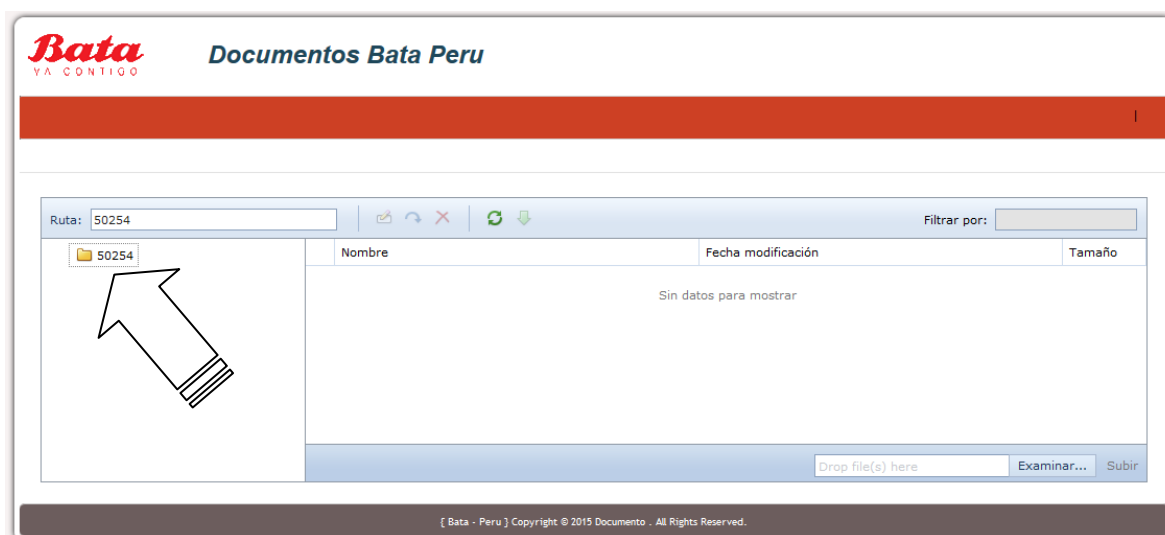 Bata
YA CONTIGO
Documentos Bata Peru
Ruta: 50254
Filtrar por:
50254
Nombre Fecha modificación Tamaño
Sin datos para mostrar
Drop file(s) here Examinar... Subir
{ Bata - Peru } Copyright © 2015 Documento . All Rights Reserved.